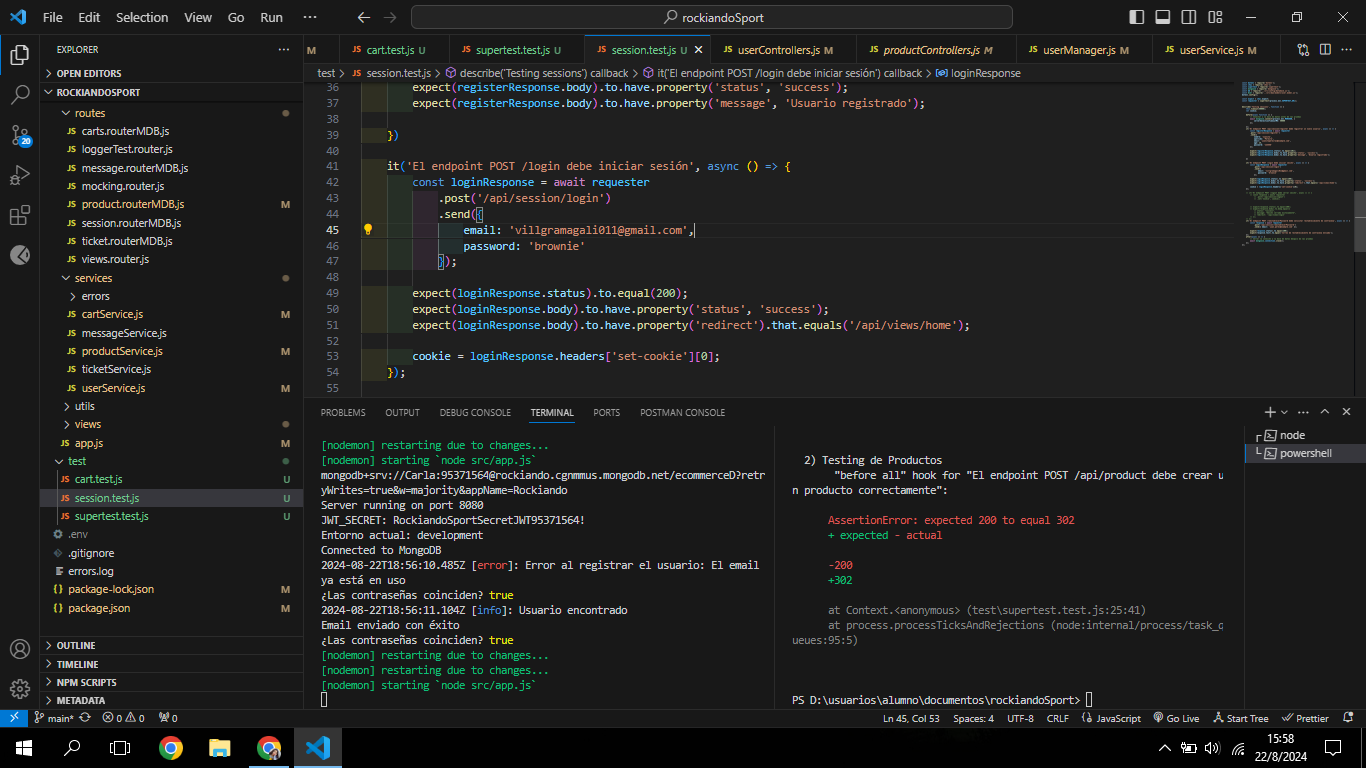 File Edit Selection View Go Run ··· rockiandoSport
EXPLORER ···
OPEN EDITORS
ROCKIANDOSPORT
routes
JS carts.routerMDB.js
JS loggerTest.router.js
JS message.routerMDB.js
JS mocking.router.js
JS product.routerMDB.js M
JS session.routerMDB.js
JS ticket.routerMDB.js
JS views.router.js
services
errors
JS cartService.js M
JS messageService.js
JS productService.js M
JS ticketService.js
JS userService.js M
utils
views
JS app.js M
test
JS cart.test.js U
JS session.test.js U
JS supertest.test.js U
.env
.gitignore
errors.log
{} package-lock.json M
{} package.json M
OUTLINE
TIMELINE
NPM SCRIPTS
METADATA
20
M JS cart.test.js U JS supertest.test.js U JS session.test.js U JS userControllers.js M JS productControllers.js M JS userManager.js M JS userService.js M ···
test > JS session.test.js > describe('Testing sessions') callback > it('El endpoint POST /login debe iniciar sesión') callback > loginResponse
36 expect(registerResponse.body).to.have.property('status', 'success');
37 expect(registerResponse.body).to.have.property('message', 'Usuario registrado');
38
39 })
40
41 it('El endpoint POST /login debe iniciar sesión', async () => {
42 const loginResponse = await requester
43 .post('/api/session/login')
44 .send({
45 email: 'villgramagali011@gmail.com',
46 password: 'brownie'
47 });
48
49 expect(loginResponse.status).to.equal(200);
50 expect(loginResponse.body).to.have.property('status', 'success');
51 expect(loginResponse.body).to.have.property('redirect').that.equals('/api/views/home');
52
53 cookie = loginResponse.headers['set-cookie'][0];
54 });
55
PROBLEMS OUTPUT DEBUG CONSOLE TERMINAL PORTS POSTMAN CONSOLE
[nodemon] restarting due to changes...
[nodemon] starting `node src/app.js`
mongodb+srv://Carla:95371564@rockiando.cgnmmus.mongodb.net/ecommerceD?retr
yWrites=true&w=majority&appName=Rockiando
Server running on port 8080
JWT_SECRET: RockiandoSportSecretJWT95371564!
Entorno actual: development
Connected to MongoDB
2024-08-22T18:56:10.485Z [error]: Error al registrar el usuario: El email
ya está en uso
¿Las contraseñas coinciden? true
2024-08-22T18:56:11.104Z [info]: Usuario encontrado
Email enviado con éxito
¿Las contraseñas coinciden? true
[nodemon] restarting due to changes...
[nodemon] restarting due to changes...
[nodemon] starting `node src/app.js`
2) Testing de Productos
"before all" hook for "El endpoint POST /api/product debe crear u
n producto correctamente":
AssertionError: expected 200 to equal 302
+ expected - actual
-200
+302
at Context.<anonymous> (test\supertest.test.js:25:41)
at process.processTicksAndRejections (node:internal/process/task_q
ueues:95:5)
PS D:\usuarios\alumno\documentos\rockiandoSport>
node
powershell
main* 0 0 0 Ln 45, Col 53 Spaces: 4 UTF-8 CRLF {} JavaScript Go Live Start Tree Prettier
15:58
22/8/2024